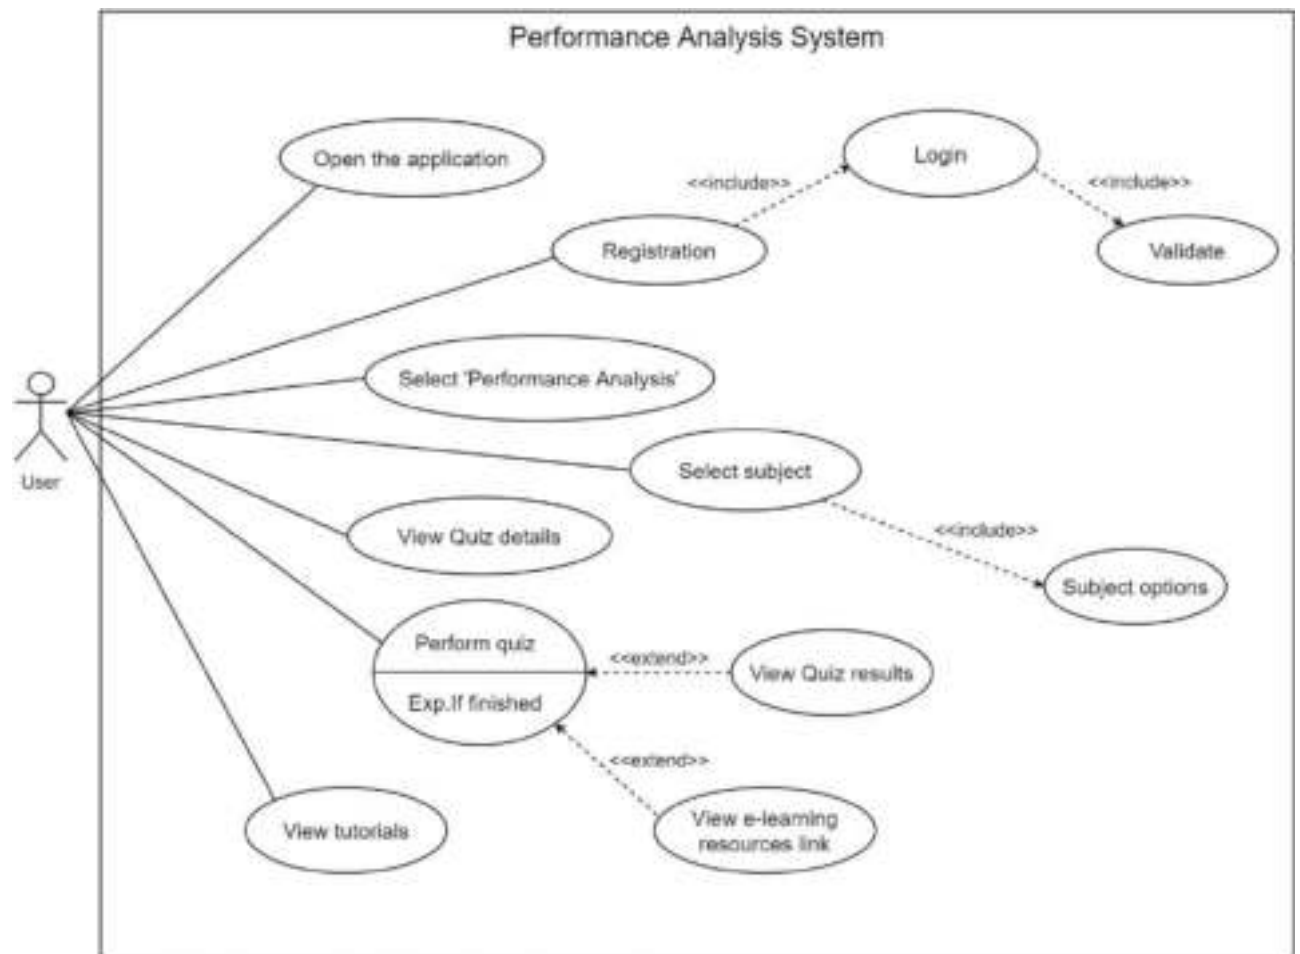 Performance Analysis System
Open the application
Login
<<include>>
<<include>>
Registration
Validate
Select 'Performance Analysis'
Select subject
User
View Quiz details
<<include>>
Subject options
Perform quiz
<<extend>>
View Quiz results
Exp.If finished
<<extend>>
View tutorials
View e-learning
resources link